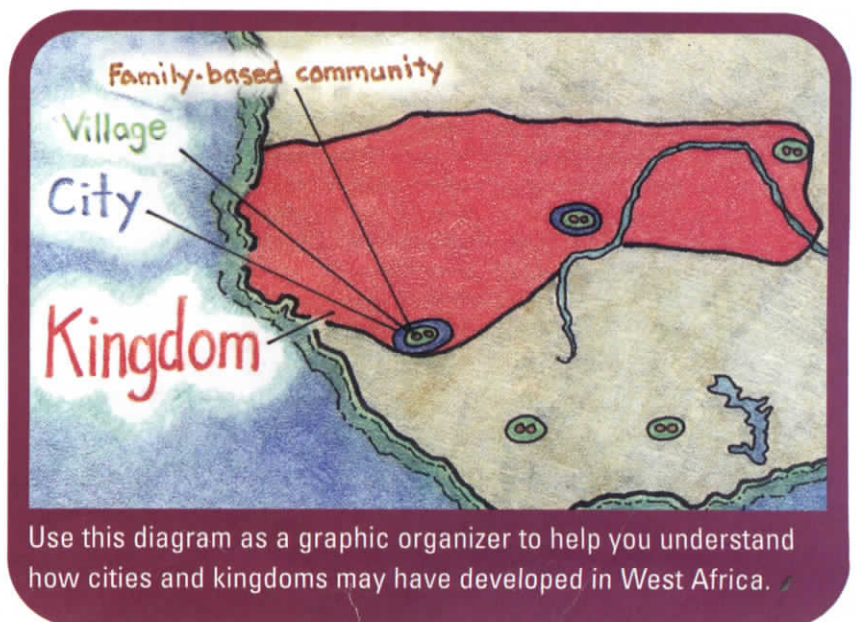 Family-based community
Village
City
Kingdom
Use this diagram as a graphic organizer to help you understand
how cities and kingdoms may have developed in West Africa.